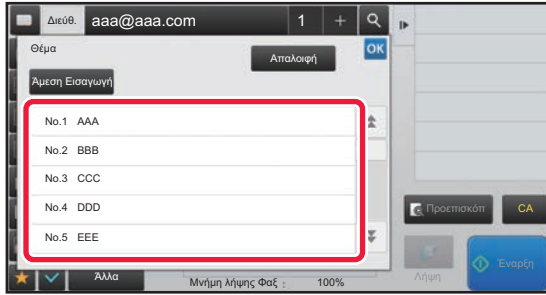 Διεύθ. aaa@aaa.com 1 +
Θέμα
Απαλοιφή
OK
Άμεση Εισαγωγή
No.1 AAA
No.2 BBB
No.3 CCC
No.4 DDD
No.5 EEE
Προεπισκόπ
CA
Λήψη
Έναρξη
Άλλα
Μνήμη λήψης Φαξ : 100%